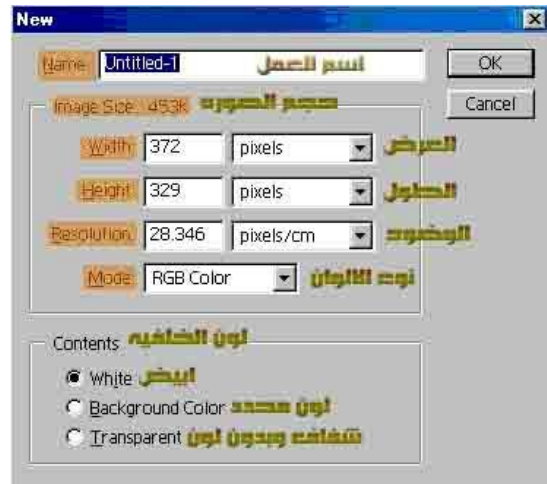 New
Name: Untitled-1 اسم العمل OK
Image Size: 453K حجم الصوره Cancel
Width: 372 pixels العرض
Height: 329 pixels الطول
Resolution: 28.346 pixels/cm الوضوح
Mode: RGB Color نوع الالوان
Contents لون الخلفيه
White ابيض
Background Color لون محدد
Transparent شفاف وبدون لون